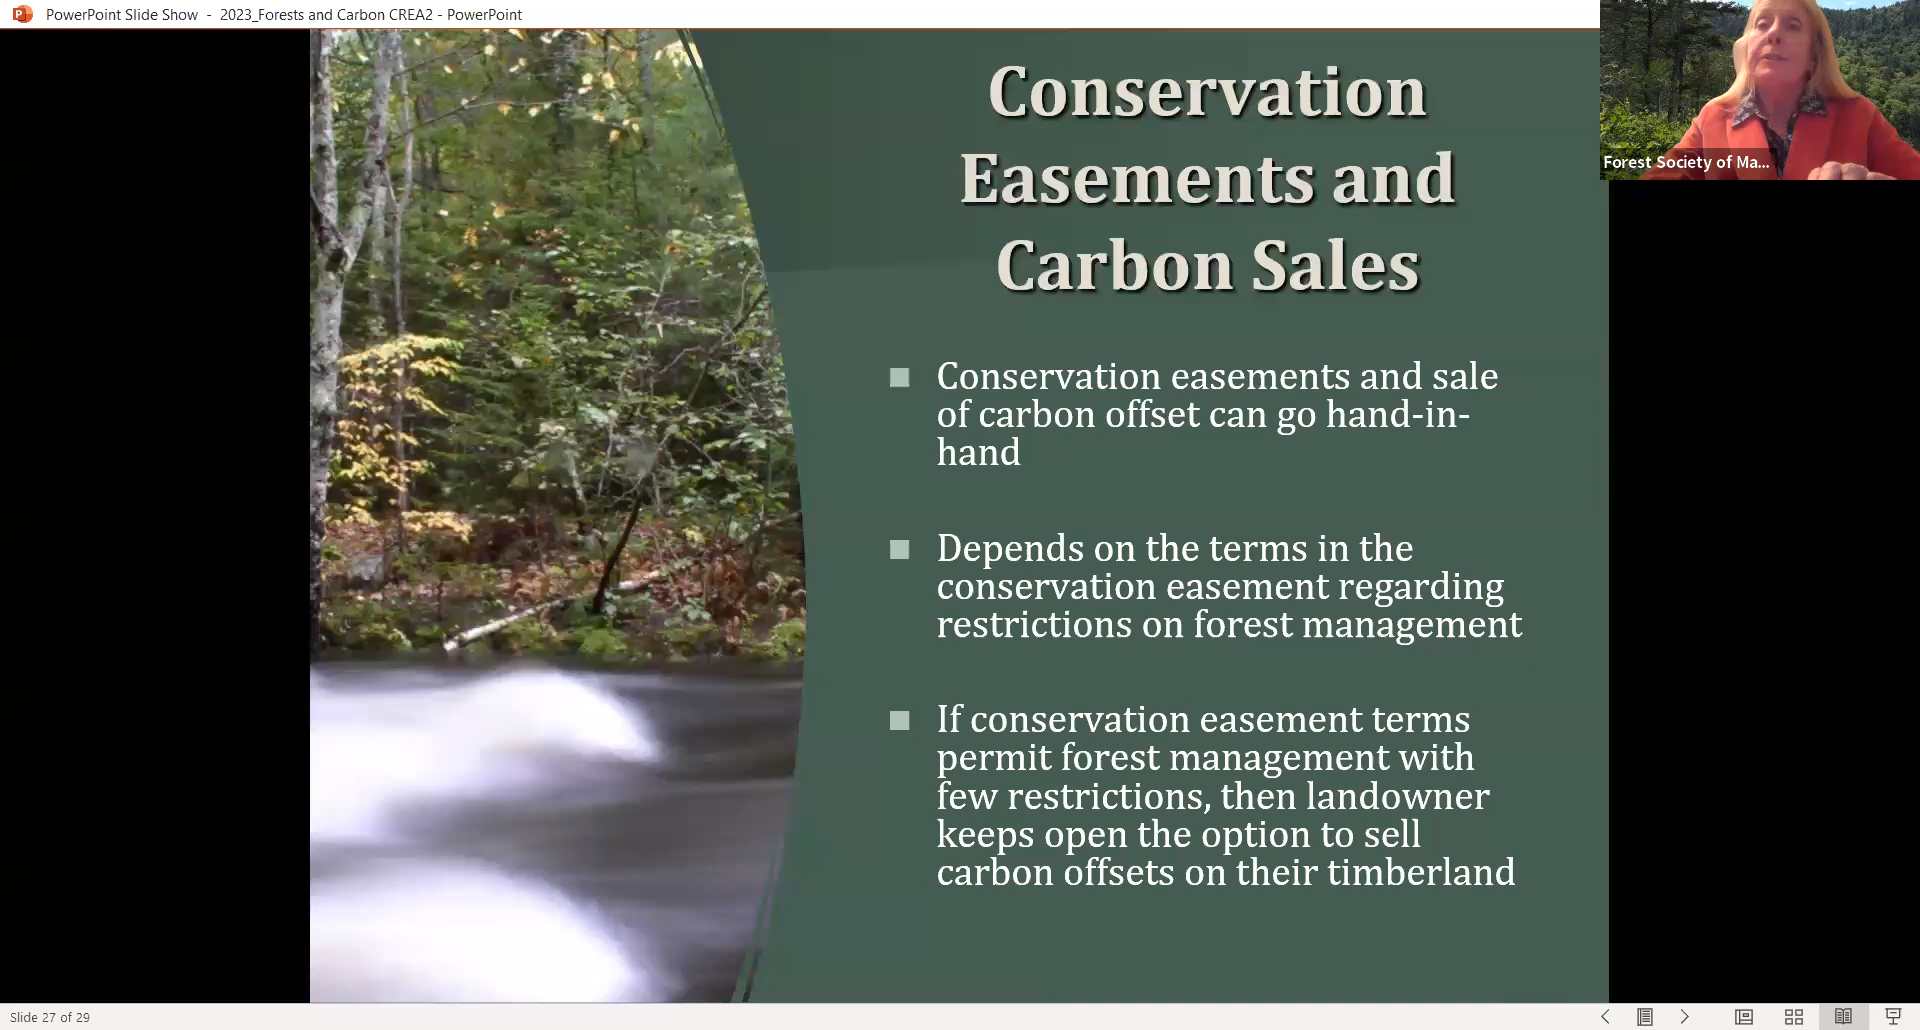 PowerPoint Slide Show - 2023_Forests and Carbon CREA2 - PowerPoint
Forest Society of Ma...
Conservation
Easements and
Carbon Sales
Conservation easements and sale
of carbon offset can go hand-in-
hand
Depends on the terms in the
conservation easement regarding
restrictions on forest management
If conservation easement terms
permit forest management with
few restrictions, then landowner
keeps open the option to sell
carbon offsets on their timberland
Slide 27 of 29